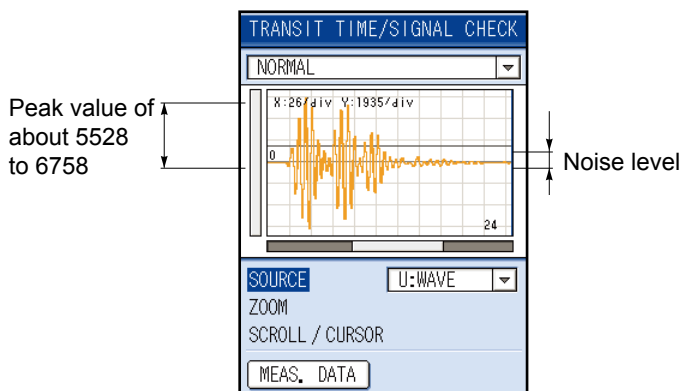 TRANSIT TIME/SIGNAL CHECK
NORMAL
X:26/div Y:1935/div
0
24
Peak value of
about 5528
to 6758
Noise level
SOURCE U:WAVE
ZOOM
SCROLL / CURSOR
MEAS. DATA